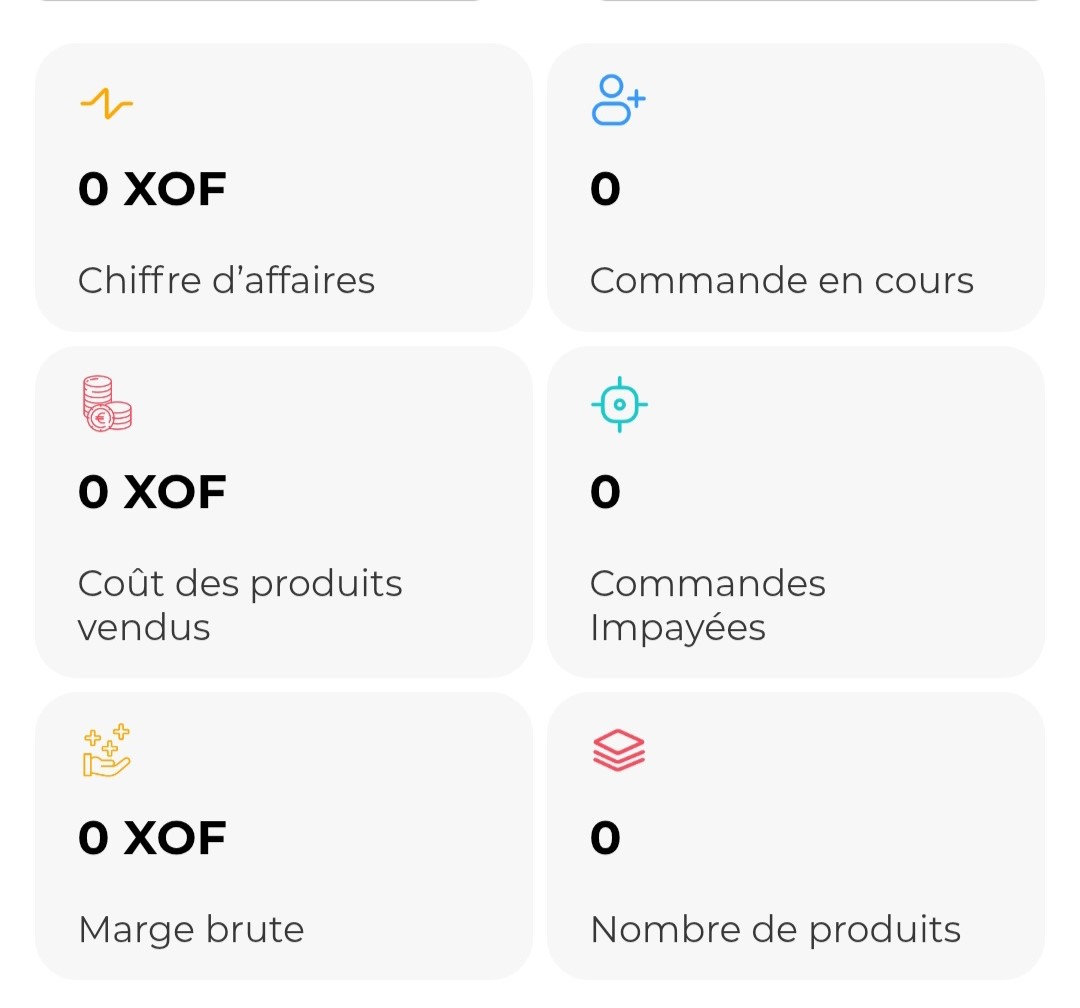 0 XOF
Chiffre d’affaires
0
Commande en cours
0 XOF
Coût des produits
vendus
0
Commandes
Impayées
0 XOF
Marge brute
0
Nombre de produits